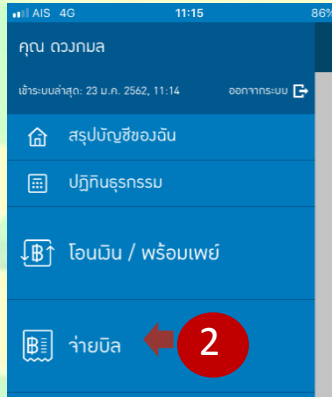 AIS 4G 11:15 86%
คุณ ดวงกมล
เข้าระบบล่าสุด: 23 ม.ค. 2562, 11:14 ออกจากระบบ
สรุปบัญชีของฉัน
ปฏิทินธุรกรรม
โอนเงิน / พร้อมเพย์
จ่ายบิล 2